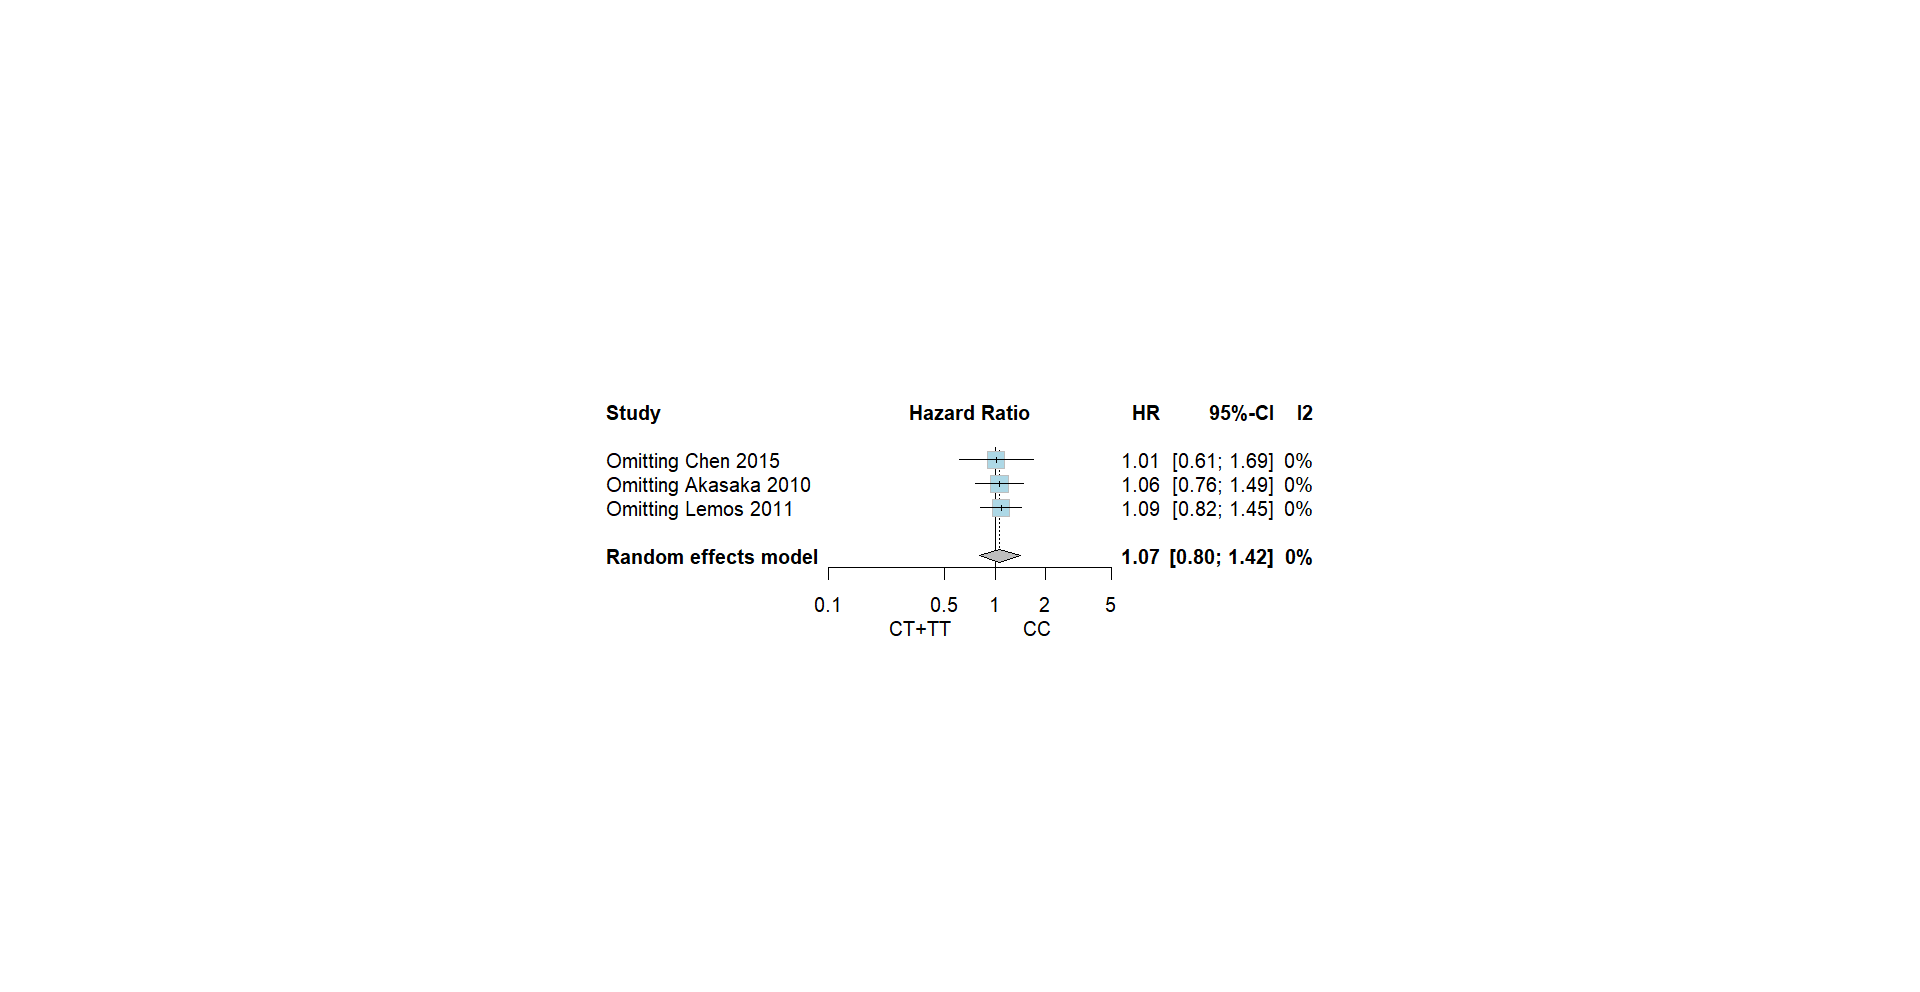 Study Hazard Ratio HR 95%-CI I2
Omitting Chen 2015 1.01 [0.61; 1.69] 0%
Omitting Akasaka 2010 1.06 [0.76; 1.49] 0%
Omitting Lemos 2011 1.09 [0.82; 1.45] 0%
Random effects model 1.07 [0.80; 1.42] 0%
0.1 0.5 1 2 5
CT+TT CC